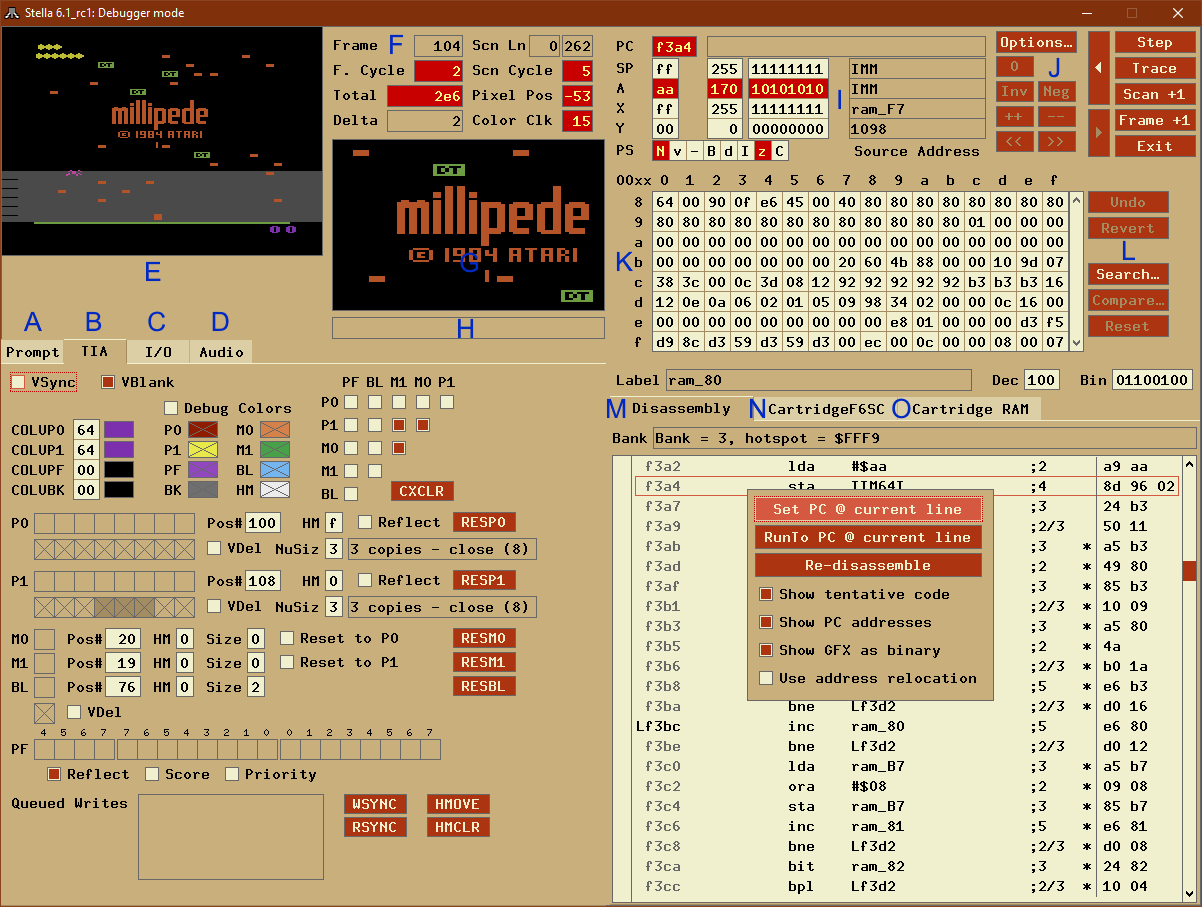 Stella 6.1_rc1: Debugger mode
millipede
© 1984 ATARI
DT
DT
DT
DT
Frame F 104 Scn Ln 0 262
F. Cycle 2 Scn Cycle 5
Total 2e6 Pixel Pos -53
Delta 2 Color Clk 15
DT
millipede
© 1984 ATARI
G
DT
H
E
PC f3a4
SP ff 255 11111111 IMM
A aa 170 10101010 IMM
X ff 255 11111111 ram_F7
Y 00 0 00000000 1098
I
PS N v - B d I z C Source Address
Options…
0 J
Inv Neg
++ --
<< >>
Step
Trace
Scan +1
Frame +1
Exit
00xx 0 1 2 3 4 5 6 7 8 9 a b c d e f
8 64 00 90 0f e6 45 00 40 80 80 80 80 80 80 80 80
9 80 80 80 80 80 80 80 80 80 80 80 80 01 00 00 00
a 00 00 00 00 00 00 00 00 00 00 00 00 00 00 00 00
K b 00 00 00 00 00 00 00 20 60 4b 88 00 00 10 9d 07
c 38 3c 00 0c 3d 08 12 92 92 92 92 92 b3 b3 b3 16
d 12 0e 0a 06 02 01 05 09 98 34 02 00 00 0c 16 00
e 00 00 00 00 00 00 00 00 00 e8 01 00 00 00 d3 f5
f d9 8c d3 59 d3 59 d3 00 ec 00 0c 00 00 08 00 07
Undo
Revert
L
Search…
Compare…
Reset
Label ram_80 Dec 100 Bin 01100100
A B C D
Prompt TIA I/O Audio
VSync VBlank
Debug Colors
COLUP0 64 P0 M0
COLUP1 64 P1 M1
COLUPF 00 PF BL
COLUBK 00 BK HM
PF BL M1 M0 P1
P0
P1
M0
M1
BL CXCLR
P0 Pos# 100 HM f Reflect RESP0
VDel NuSiz 3 3 copies - close (8)
P1 Pos# 108 HM 0 Reflect RESP1
VDel NuSiz 3 3 copies - close (8)
M0 Pos# 20 HM 0 Size 0 Reset to P0 RESM0
M1 Pos# 19 HM 0 Size 0 Reset to P1 RESM1
BL Pos# 76 HM 0 Size 2 RESBL
VDel
4 5 6 7 7 6 5 4 3 2 1 0 0 1 2 3 4 5 6 7
PF
Reflect Score Priority
Queued Writes WSYNC HMOVE
RSYNC HMCLR
M Disassembly N CartridgeF6SC O Cartridge RAM
Bank Bank = 3, hotspot = $FFF9
f3a2 lda #$aa ;2 a9 aa
f3a4 sta TIM64T ;4 8d 96 02
f3a7 ;3 24 b3
f3a9 ;2/3 50 11
f3ab ;3 * a5 b3
f3ad ;2 * 49 80
f3af ;3 * 85 b3
f3b1 ;2/3 * 10 09
f3b3 ;3 * a5 80
f3b5 ;2 * 4a
f3b6 ;2/3 * b0 1a
f3b8 ;5 * e6 b3
f3ba bne Lf3d2 ;2/3 * d0 16
Lf3bc inc ram_80 ;5 e6 80
f3be bne Lf3d2 ;2/3 d0 12
f3c0 lda ram_B7 ;3 * a5 b7
f3c2 ora #$08 ;2 * 09 08
f3c4 sta ram_B7 ;3 * 85 b7
f3c6 inc ram_81 ;5 * e6 81
f3c8 bne Lf3d2 ;2/3 * d0 08
f3ca bit ram_82 ;3 * 24 82
f3cc bpl Lf3d2 ;2/3 * 10 04
Set PC @ current line
RunTo PC @ current line
Re-disassemble
Show tentative code
Show PC addresses
Show GFX as binary
Use address relocation